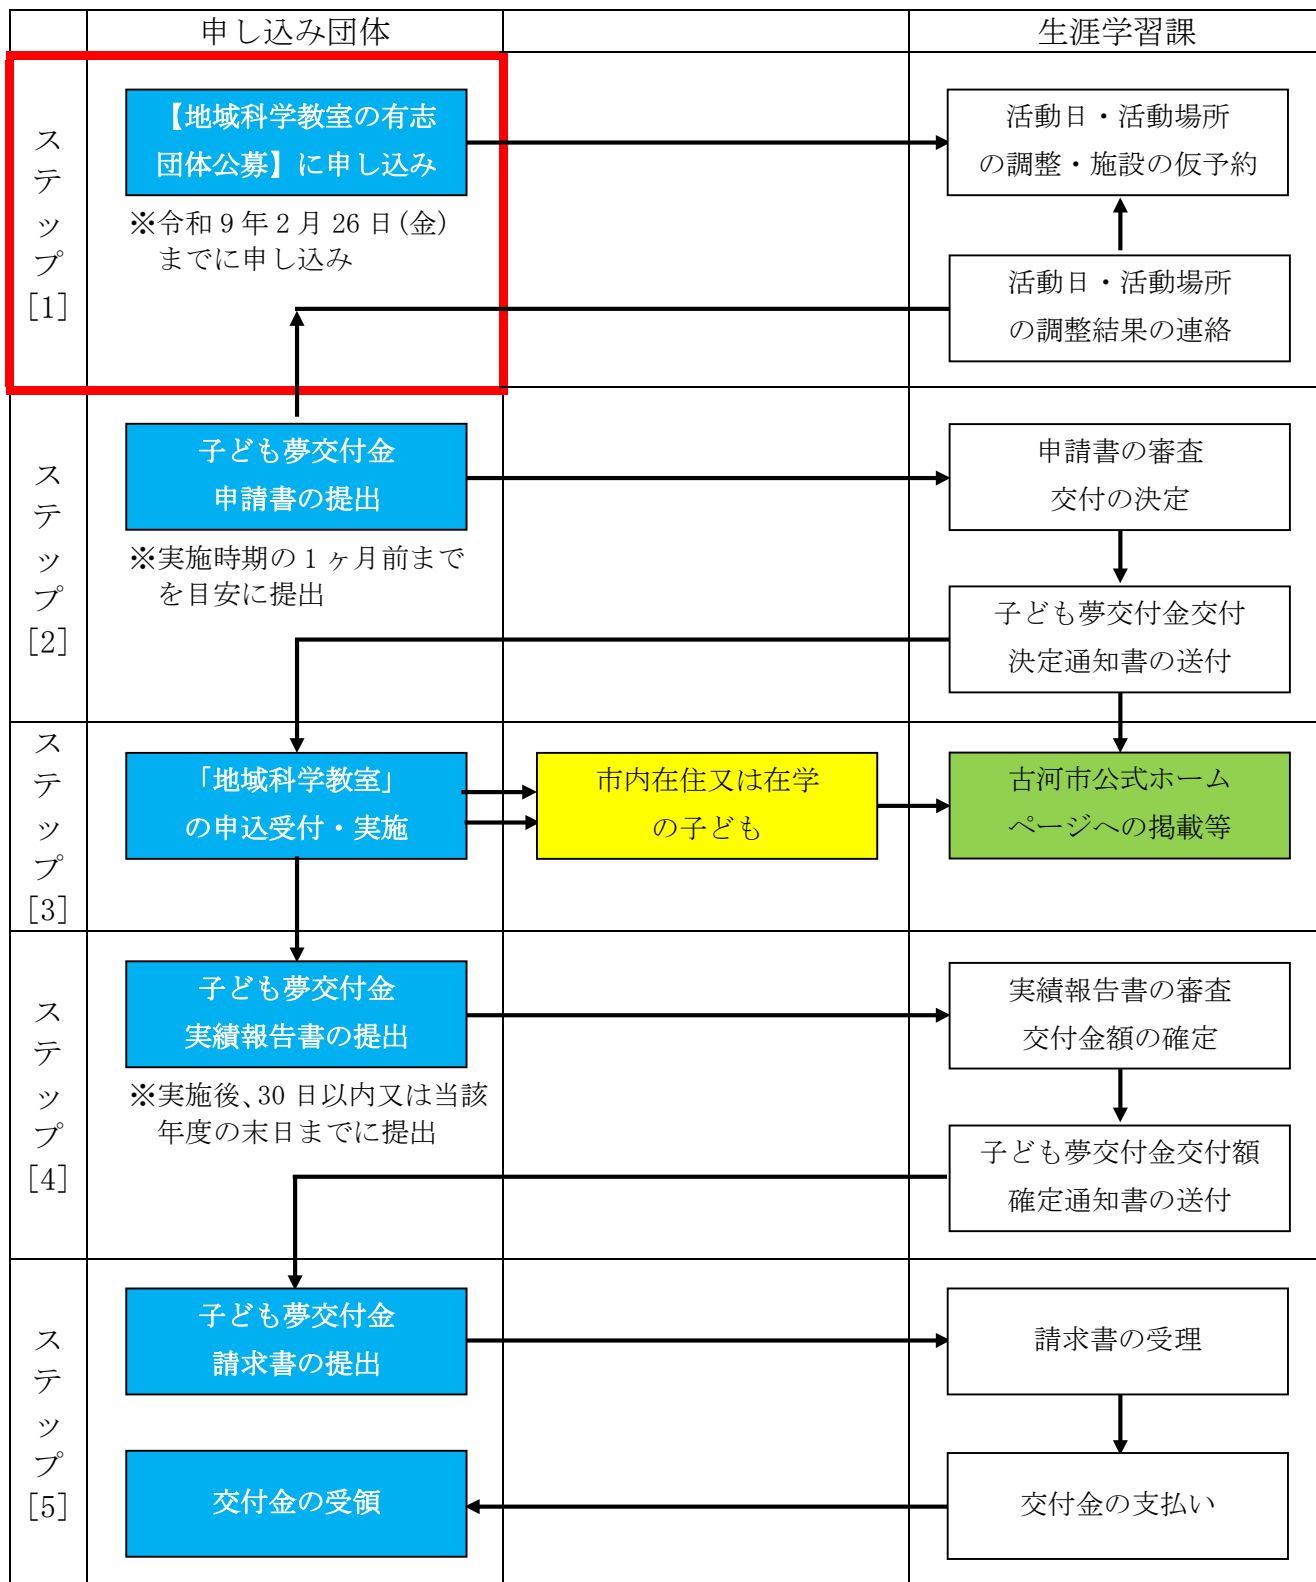 申し込み団体
生涯学習課
ステップ[1]
【地域科学教室の有志
団体公募】に申し込み
※令和9年2月26日(金)
までに申し込み
活動日・活動場所
の調整・施設の仮予約
活動日・活動場所
の調整結果の連絡
ステップ[2]
子ども夢交付金
申請書の提出
※実施時期の1ヶ月前まで
を目安に提出
申請書の審査
交付の決定
子ども夢交付金交付
決定通知書の送付
ステップ[3]
「地域科学教室」
の申込受付・実施
市内在住又は在学
の子ども
古河市公式ホーム
ページへの掲載等
ステップ[4]
子ども夢交付金
実績報告書の提出
※実施後、30日以内又は当該
年度の末日までに提出
実績報告書の審査
交付金額の確定
子ども夢交付金交付額
確定通知書の送付
ステップ[5]
子ども夢交付金
請求書の提出
請求書の受理
交付金の受領
交付金の支払い